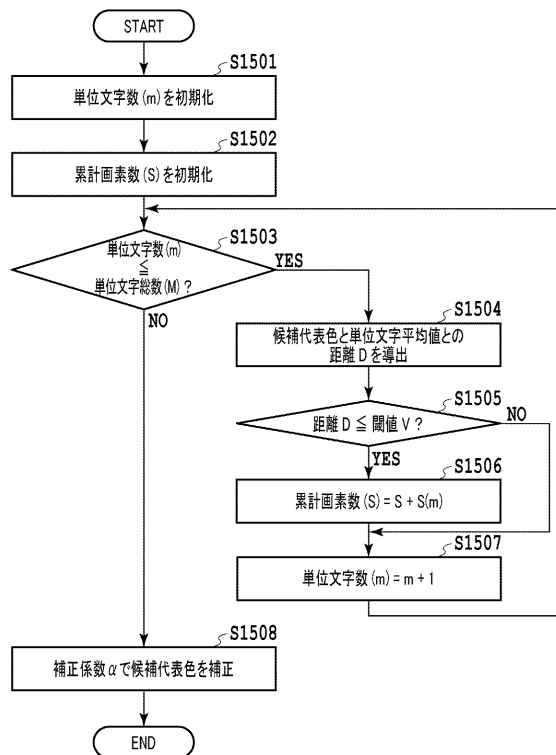 START
S1501
単位文字数(m)を初期化
S1502
累計画素数(S)を初期化
S1503
単位文字数(m)
≦
単位文字総数(M)?
YES
NO
S1504
候補代表色と単位文字平均値との
距離Dを導出
S1505
距離D≦閾値V?
NO
YES
S1506
累計画素数(S)=S+S(m)
S1507
単位文字数(m)=m+1
S1508
補正係数αで候補代表色を補正
END